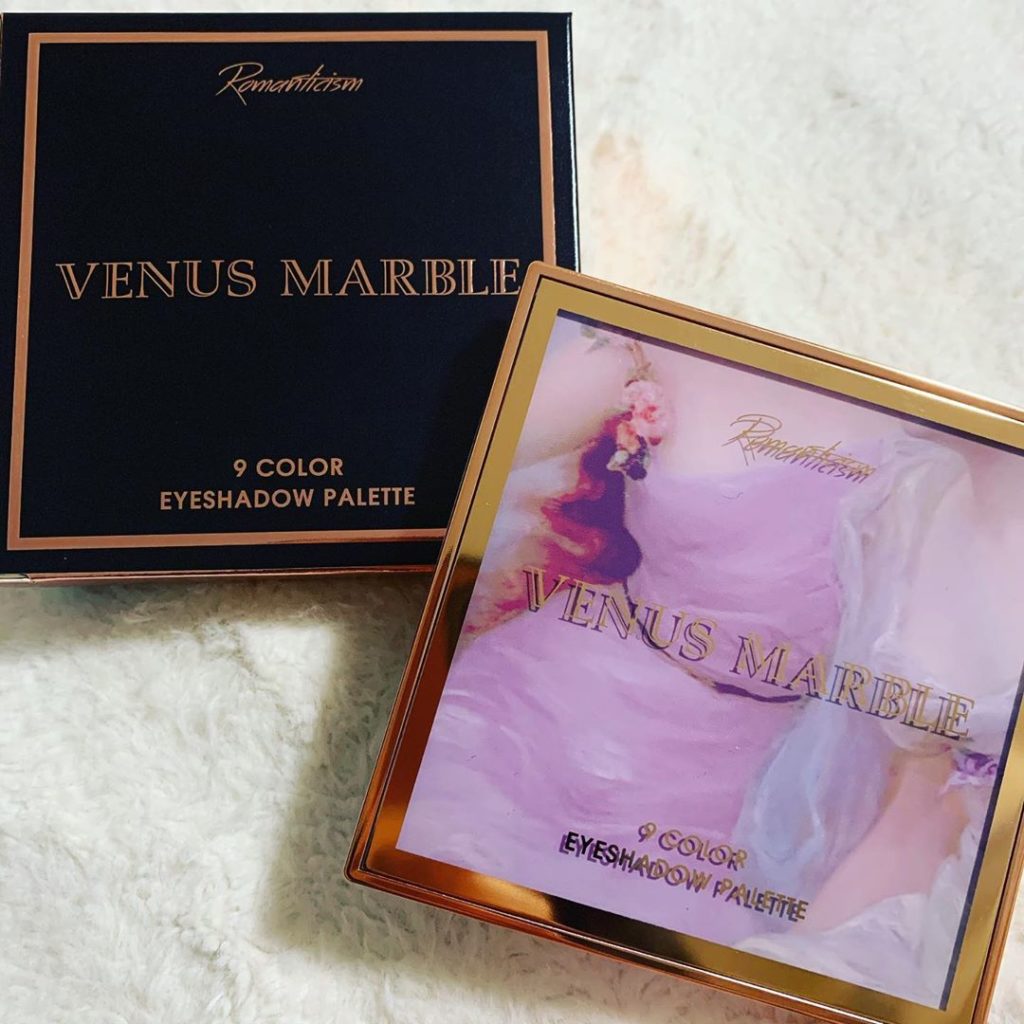 Romanticism
VENUS MARBLE
9 COLOR
EYESHADOW PALETTE
Romanticism
VENUS MARBLE
9 COLOR
EYESHADOW PALETTE